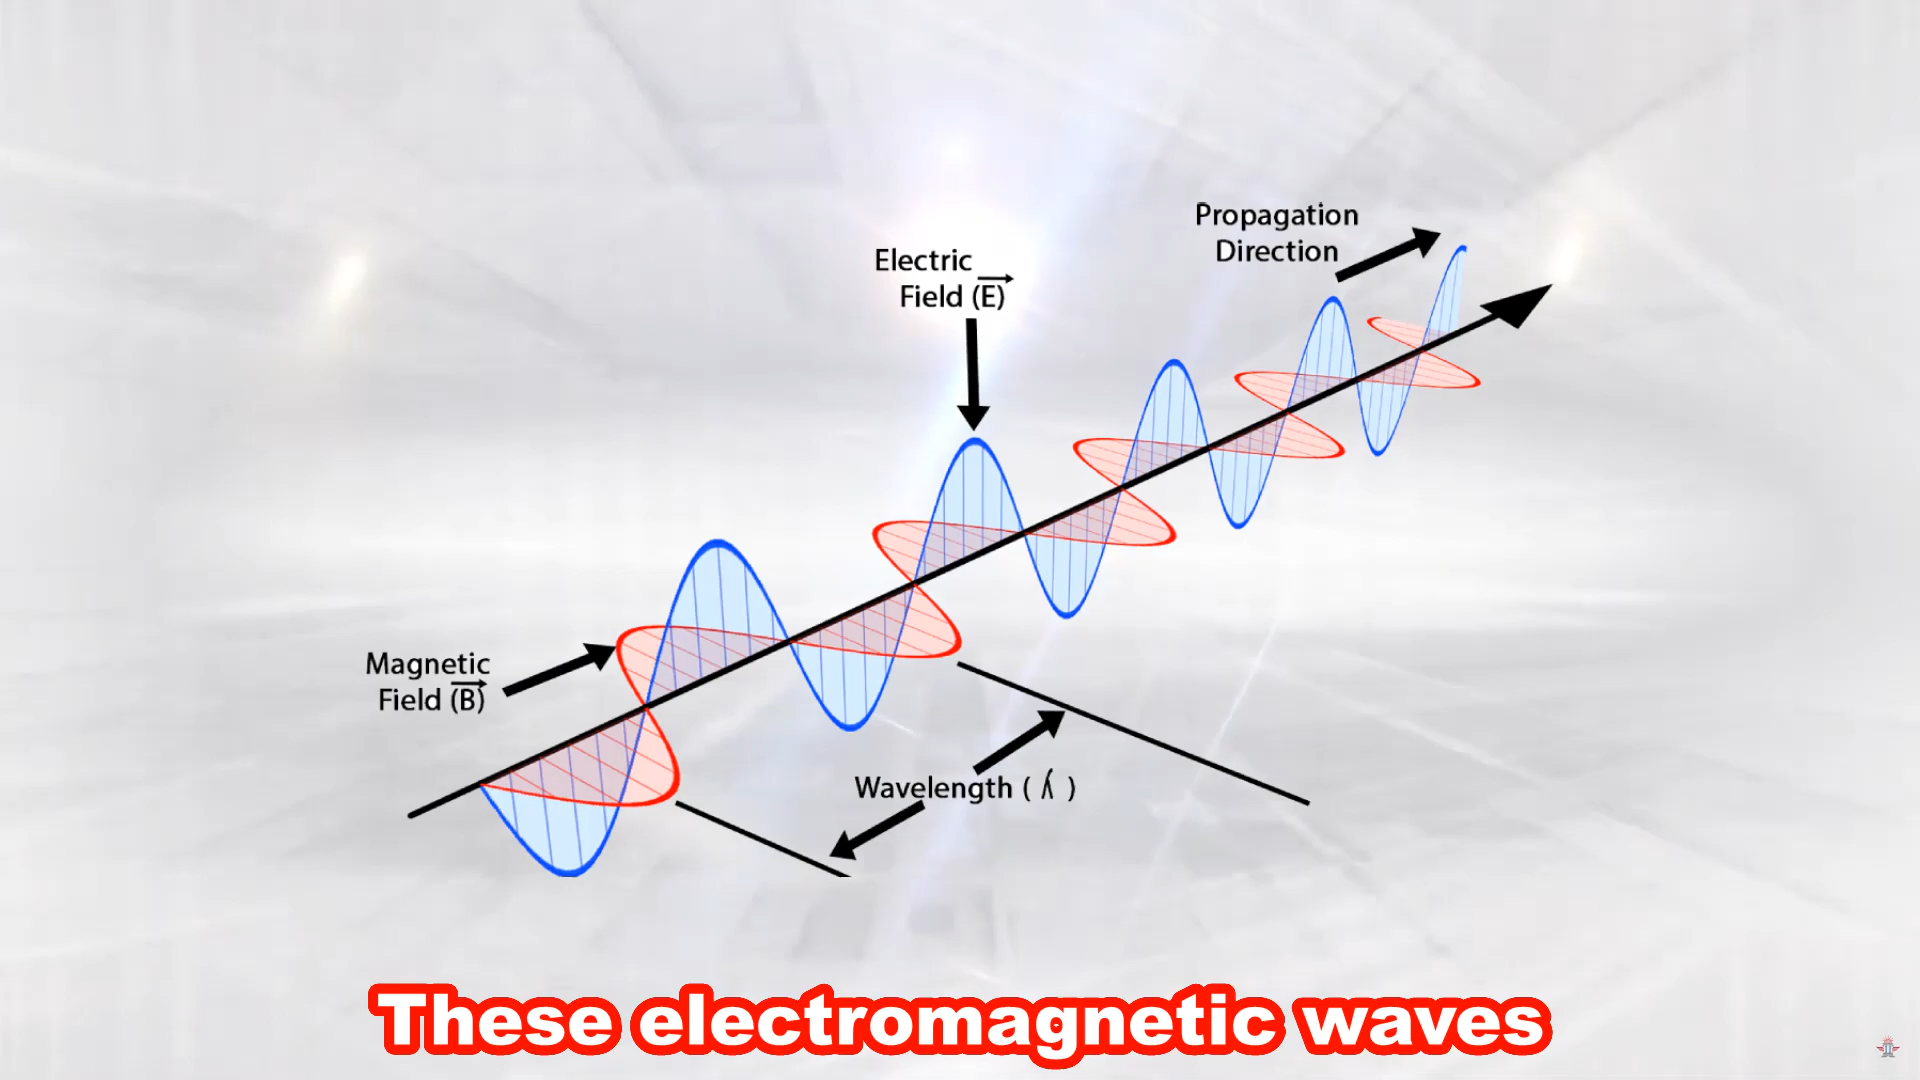 Propagation
Direction
Electric
Field (E)
Magnetic
Field (B)
Wavelength ( λ )
These electromagnetic waves